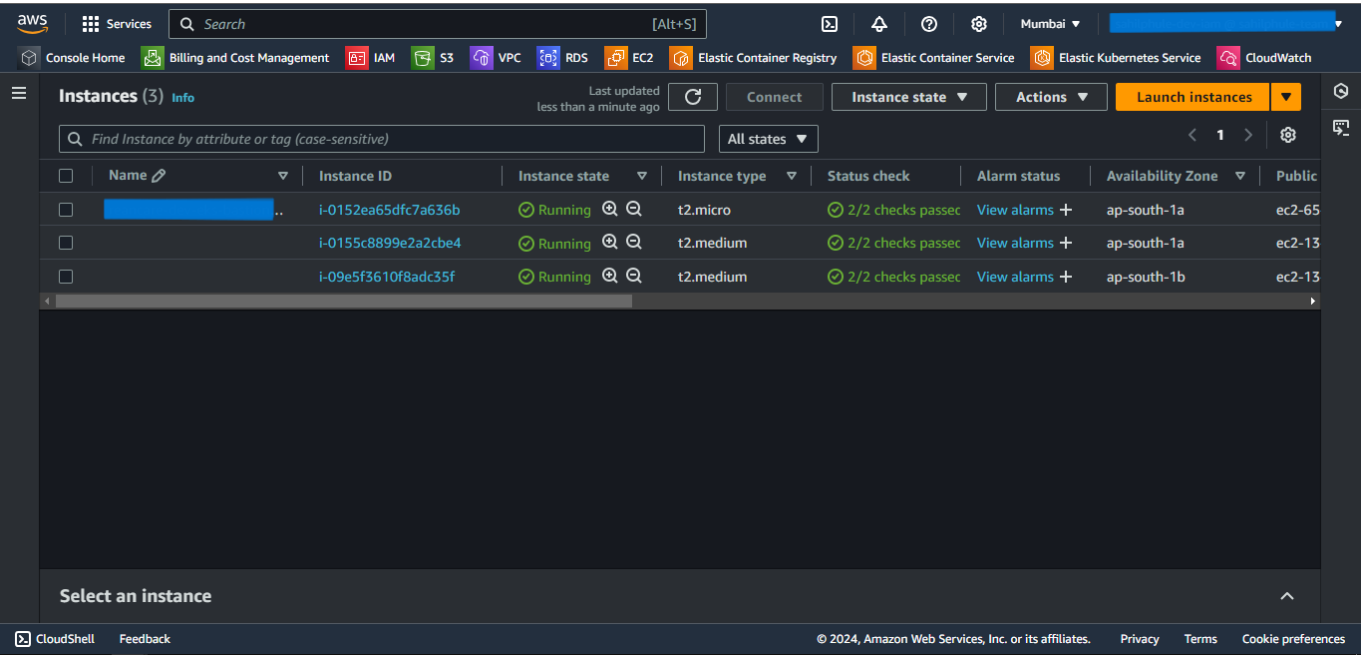 aws Services Search [Alt+S] Mumbai
Console Home Billing and Cost Management IAM S3 VPC RDS EC2 Elastic Container Registry Elastic Container Service Elastic Kubernetes Service CloudWatch
Instances (3) Info Last updated less than a minute ago Connect Instance state Actions Launch instances
Find Instance by attribute or tag (case-sensitive) All states 1
Name Instance ID Instance state Instance type Status check Alarm status Availability Zone Public
.. i-0152ea65dfc7a636b Running t2.micro 2/2 checks passec View alarms + ap-south-1a ec2-65
i-0155c8899e2a2cbe4 Running t2.medium 2/2 checks passec View alarms + ap-south-1a ec2-13
i-09e5f3610f8adc35f Running t2.medium 2/2 checks passec View alarms + ap-south-1b ec2-13
Select an instance
CloudShell Feedback © 2024, Amazon Web Services, Inc. or its affiliates. Privacy Terms Cookie preferences